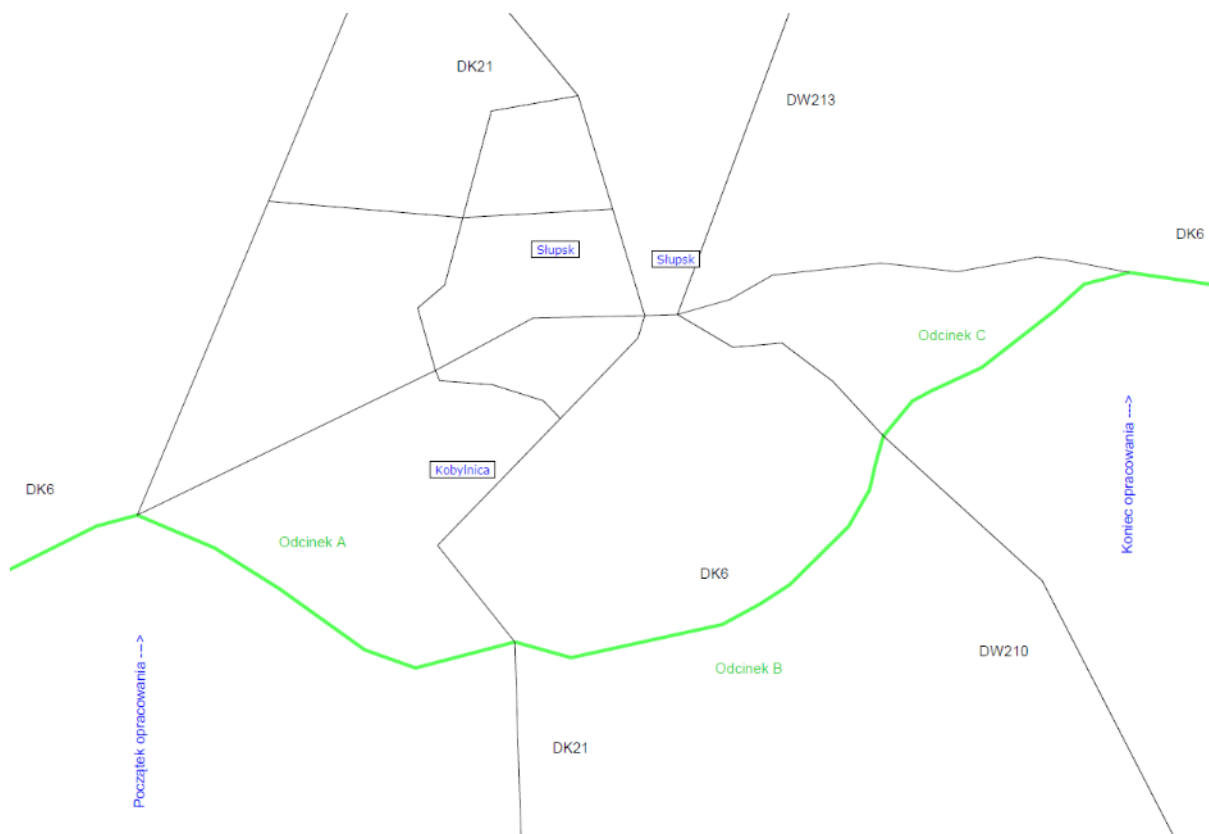 DK21
DW213
DK6
Słupsk
Słupsk
Odcinek C
Kobylnica
DK6
Odcinek A
DK6
Koniec opracowania --->
Odcinek B
DW210
Początek opracowania --->
DK21